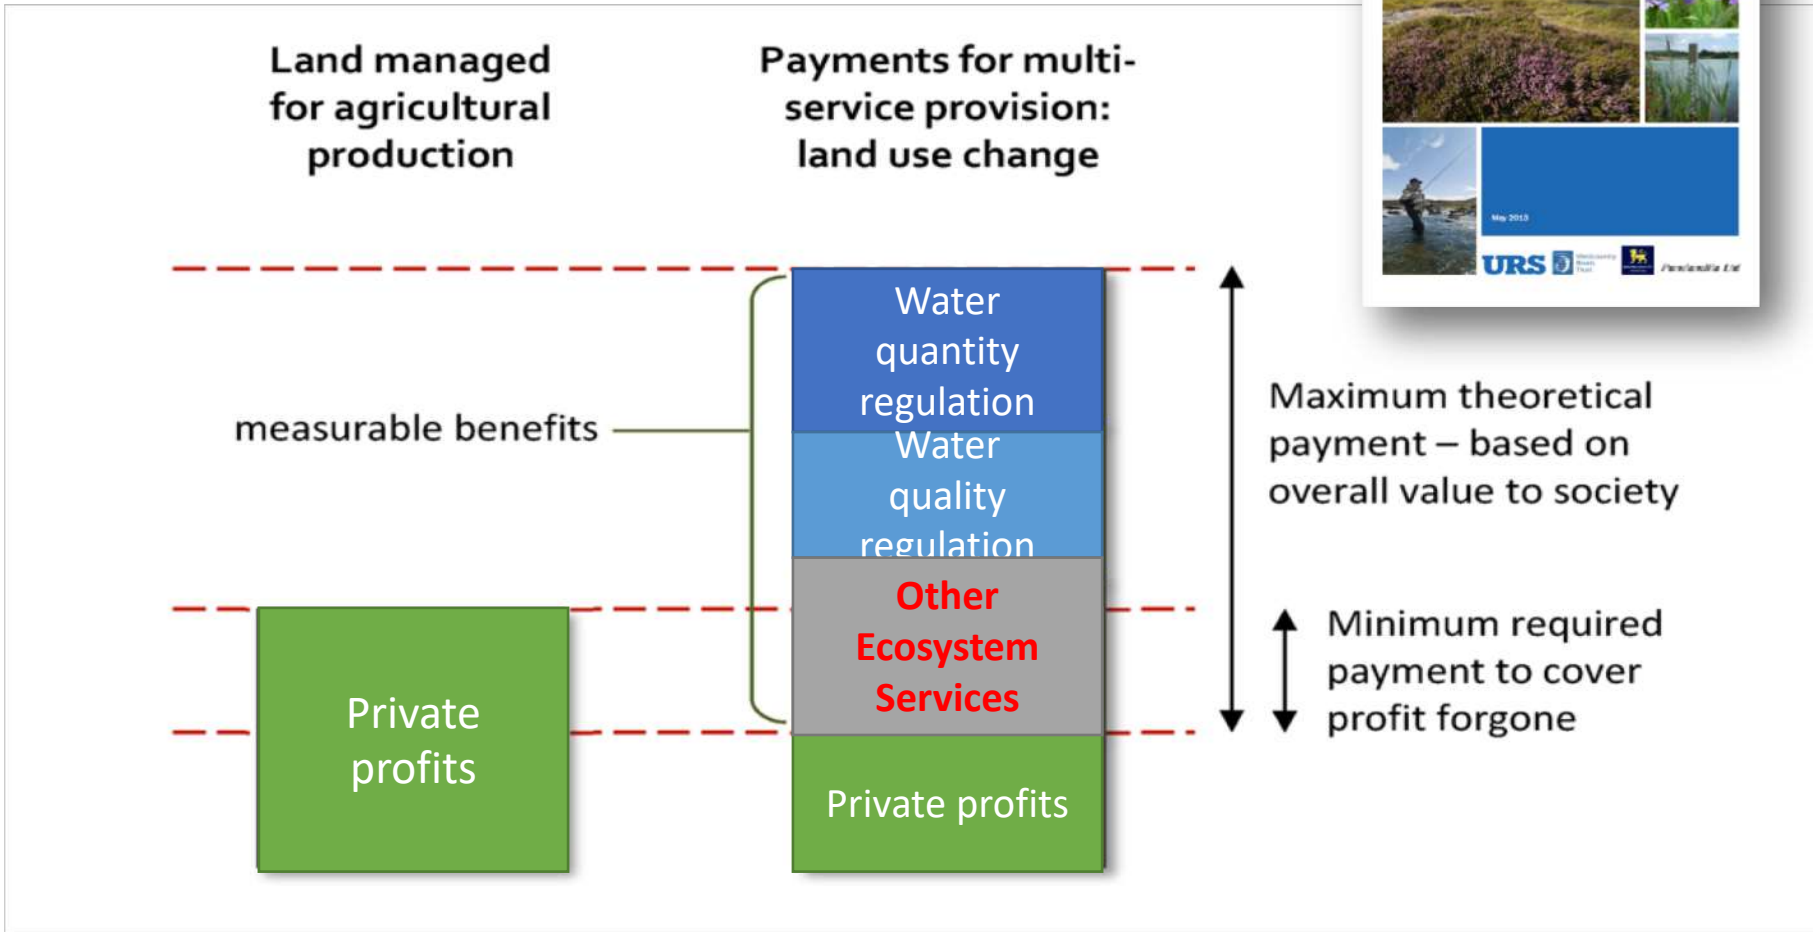 Land managed
for agricultural
production
Payments for multi-
service provision:
land use change
May 2013
URS
Water
quantity
regulation
measurable benefits
Water
quality
regulation
Other
Ecosystem
Services
Private
profits
Private profits
Maximum theoretical
payment – based on
overall value to society
Minimum required
payment to cover
profit forgone